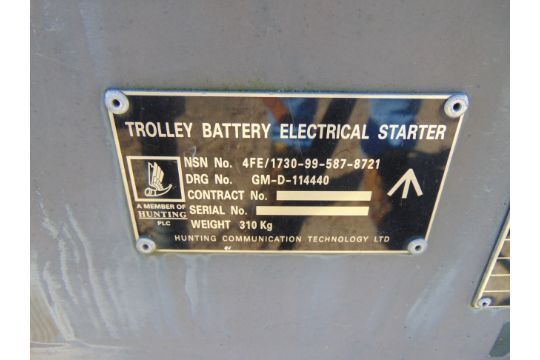 TROLLEY BATTERY ELECTRICAL STARTER
NSN No. 4FE/1730-99-587-8721
DRG No. GM-D-114440
CONTRACT No.
SERIAL No.
WEIGHT 310 Kg
A MEMBER OF
HUNTING
PLC
HUNTING COMMUNICATION TECHNOLOGY LTD